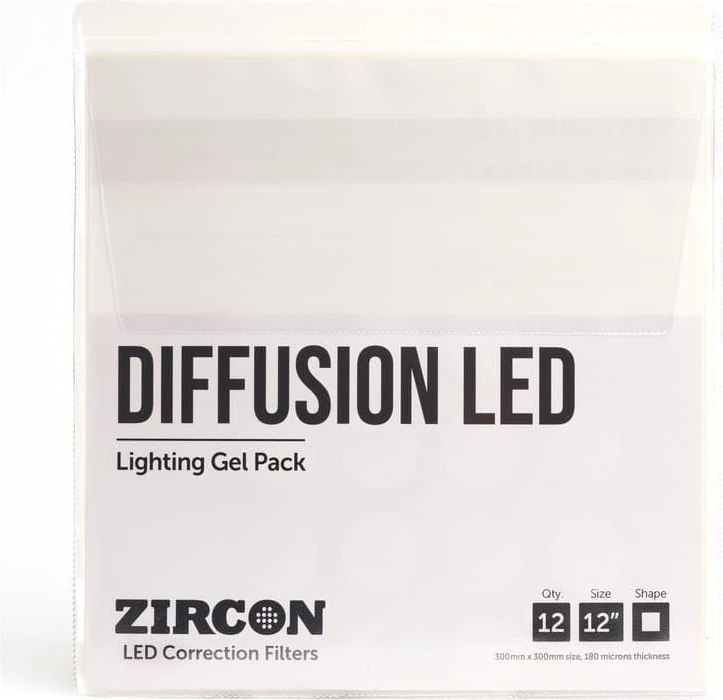 DIFFUSION LED
Lighting Gel Pack
Qty. Size Shape
12 12”
ZIRCON
LED Correction Filters
300mm x 300mm size, 180 microns thickness